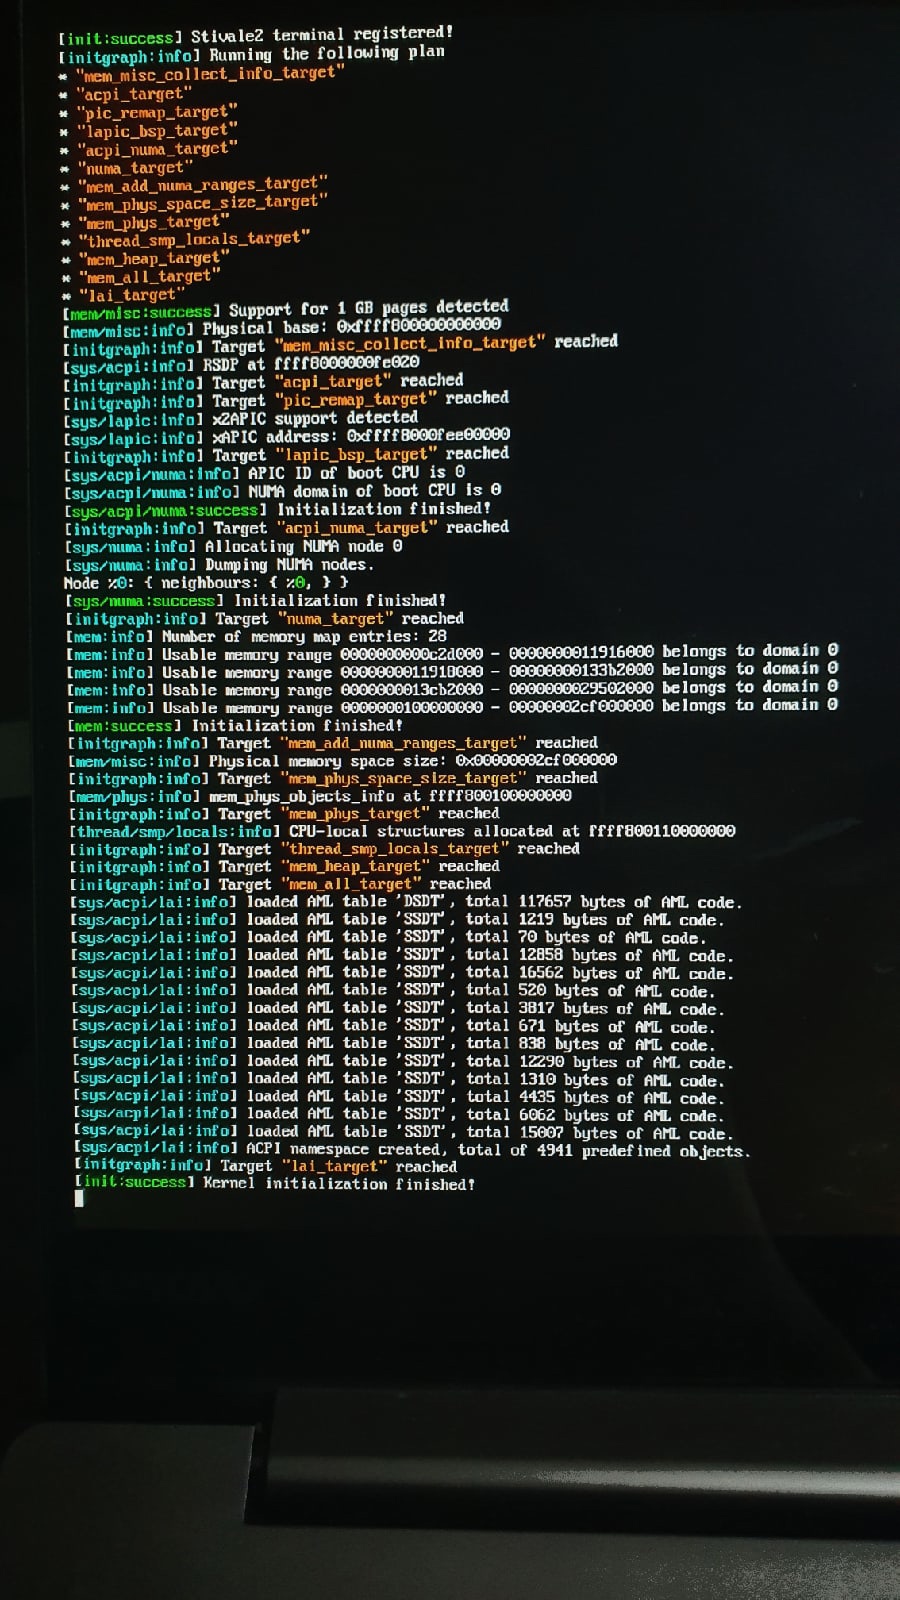 [init:success] Stivale2 terminal registered!
[initgraph:info] Running the following plan
* "mem_misc_collect_info_target"
* "acpi_target"
* "pic_remap_target"
* "lapic_bsp_target"
* "acpi_numa_target"
* "numa_target"
* "mem_add_numa_ranges_target"
* "mem_phys_space_size_target"
* "mem_phys_target"
* "thread_smp_locals_target"
* "mem_heap_target"
* "mem_all_target"
* "lai_target"
[mem/misc:success] Support for 1 GB pages detected
[mem/misc:info] Physical base: 0xffff800000000000
[initgraph:info] Target "mem_misc_collect_info_target" reached
[sys/acpi:info] RSDP at ffff8000000fe020
[initgraph:info] Target "acpi_target" reached
[initgraph:info] Target "pic_remap_target" reached
[sys/lapic:info] x2APIC support detected
[sys/lapic:info] xAPIC address: 0xffff8000fee00000
[initgraph:info] Target "lapic_bsp_target" reached
[sys/acpi/numa:info] APIC ID of boot CPU is 0
[sys/acpi/numa:info] NUMA domain of boot CPU is 0
[sys/acpi/numa:success] Initialization finished!
[initgraph:info] Target "acpi_numa_target" reached
[sys/numa:info] Allocating NUMA node 0
[sys/numa:info] Dumping NUMA nodes.
Node %0: { neighbours: { %0, } }
[sys/numa:success] Initialization finished!
[initgraph:info] Target "numa_target" reached
[mem:info] Number of memory map entries: 28
[mem:info] Usable memory range 0000000000c2d000 - 0000000011916000 belongs to domain 0
[mem:info] Usable memory range 0000000011918000 - 00000000133b2000 belongs to domain 0
[mem:info] Usable memory range 0000000013cb2000 - 0000000029502000 belongs to domain 0
[mem:info] Usable memory range 0000000100000000 - 00000002cf000000 belongs to domain 0
[mem:success] Initialization finished!
[initgraph:info] Target "mem_add_numa_ranges_target" reached
[mem/misc:info] Physical memory space size: 0x00000002cf000000
[initgraph:info] Target "mem_phys_space_size_target" reached
[mem/phys:info] mem_phys_objects_info at ffff800100000000
[initgraph:info] Target "mem_phys_target" reached
[thread/smp/locals:info] CPU-local structures allocated at ffff800110000000
[initgraph:info] Target "thread_smp_locals_target" reached
[initgraph:info] Target "mem_heap_target" reached
[initgraph:info] Target "mem_all_target" reached
[sys/acpi/lai:info] loaded AML table 'DSDT', total 117657 bytes of AML code.
[sys/acpi/lai:info] loaded AML table 'SSDT', total 1219 bytes of AML code.
[sys/acpi/lai:info] loaded AML table 'SSDT', total 70 bytes of AML code.
[sys/acpi/lai:info] loaded AML table 'SSDT', total 12858 bytes of AML code.
[sys/acpi/lai:info] loaded AML table 'SSDT', total 16562 bytes of AML code.
[sys/acpi/lai:info] loaded AML table 'SSDT', total 520 bytes of AML code.
[sys/acpi/lai:info] loaded AML table 'SSDT', total 3817 bytes of AML code.
[sys/acpi/lai:info] loaded AML table 'SSDT', total 671 bytes of AML code.
[sys/acpi/lai:info] loaded AML table 'SSDT', total 838 bytes of AML code.
[sys/acpi/lai:info] loaded AML table 'SSDT', total 12290 bytes of AML code.
[sys/acpi/lai:info] loaded AML table 'SSDT', total 1310 bytes of AML code.
[sys/acpi/lai:info] loaded AML table 'SSDT', total 4435 bytes of AML code.
[sys/acpi/lai:info] loaded AML table 'SSDT', total 6062 bytes of AML code.
[sys/acpi/lai:info] loaded AML table 'SSDT', total 15007 bytes of AML code.
[sys/acpi/lai:info] ACPI namespace created, total of 4941 predefined objects.
[initgraph:info] Target "lai_target" reached
[init:success] Kernel initialization finished!